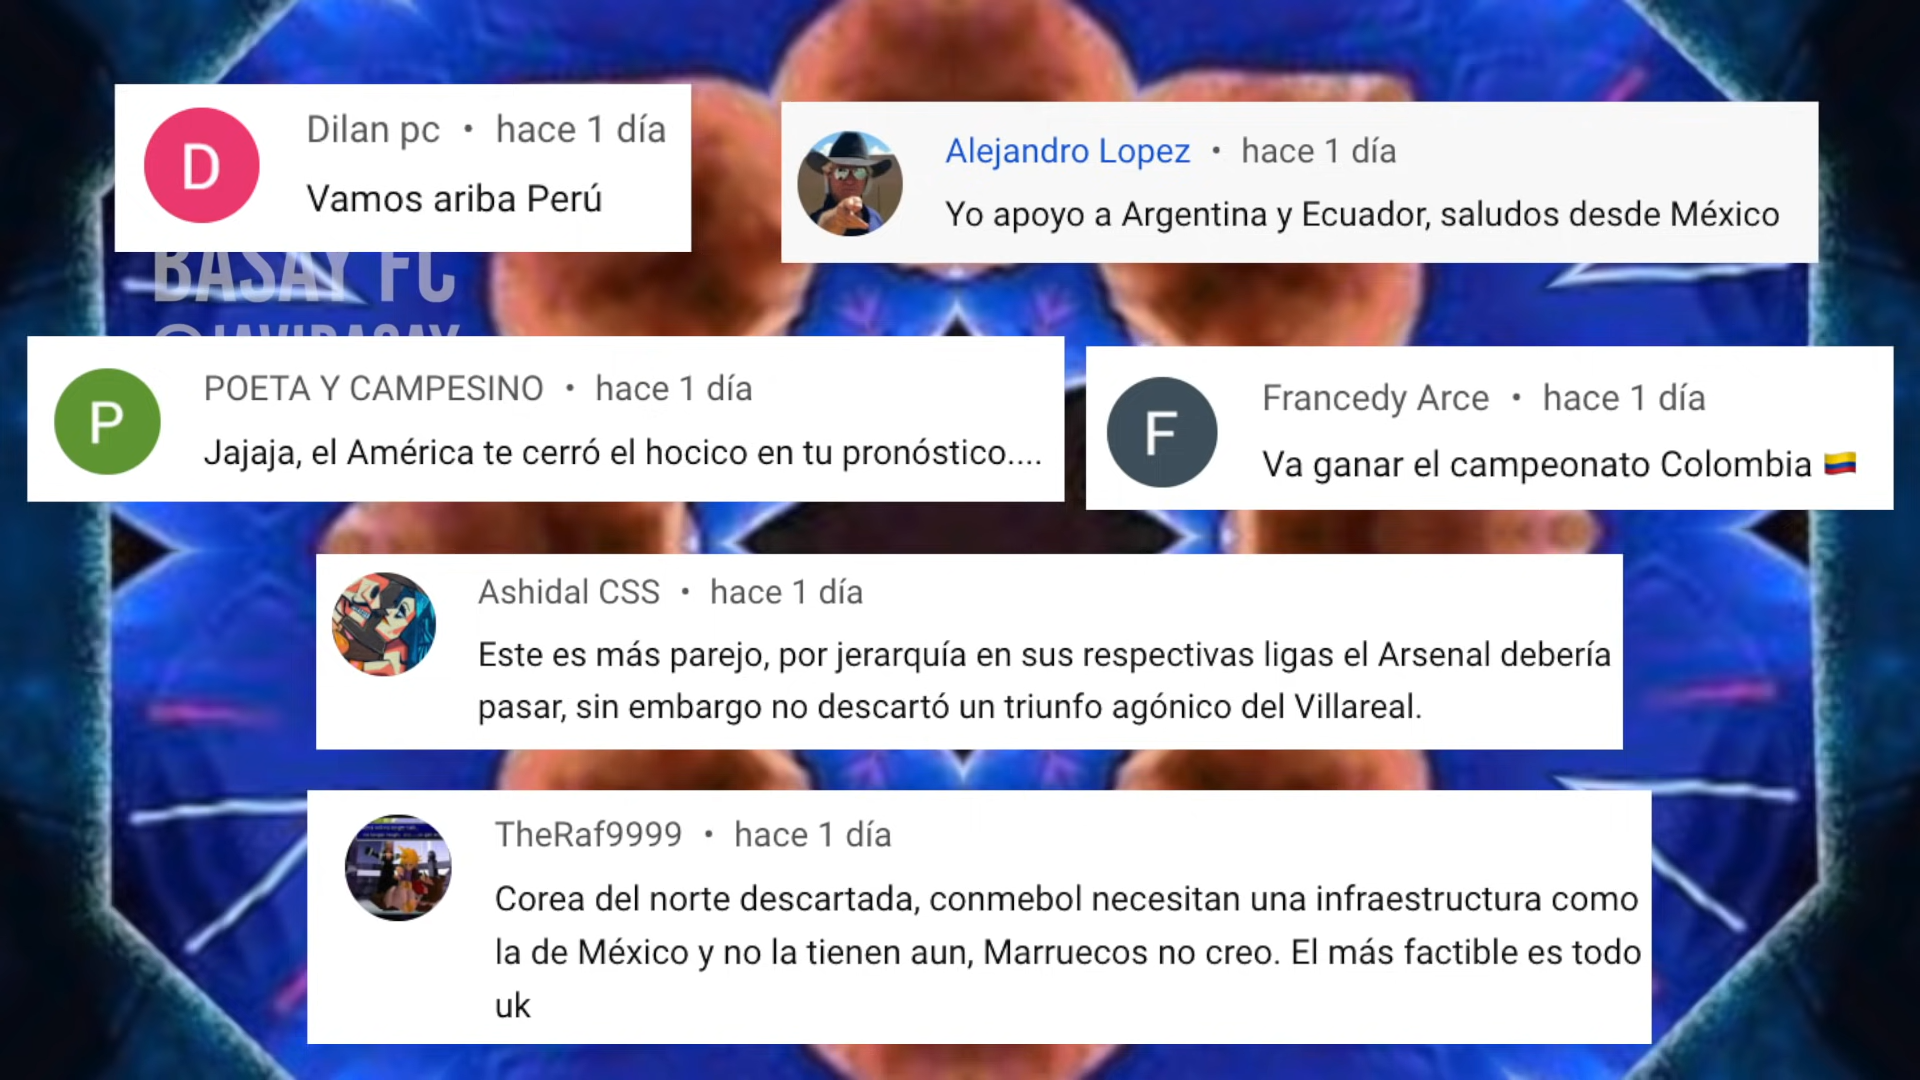 D
Dilan pc • hace 1 día
Vamos ariba Perú
Alejandro Lopez • hace 1 día
Yo apoyo a Argentina y Ecuador, saludos desde México
BASAY FC
@JAVIBASAY
P
POETA Y CAMPESINO • hace 1 día
Jajaja, el América te cerró el hocico en tu pronóstico....
F
Francedy Arce • hace 1 día
Va ganar el campeonato Colombia 🇨🇴
Ashidal CSS • hace 1 día
Este es más parejo, por jerarquía en sus respectivas ligas el Arsenal debería
pasar, sin embargo no descartó un triunfo agónico del Villareal.
TheRaf9999 • hace 1 día
Corea del norte descartada, conmebol necesitan una infraestructura como
la de México y no la tienen aun, Marruecos no creo. El más factible es todo
uk